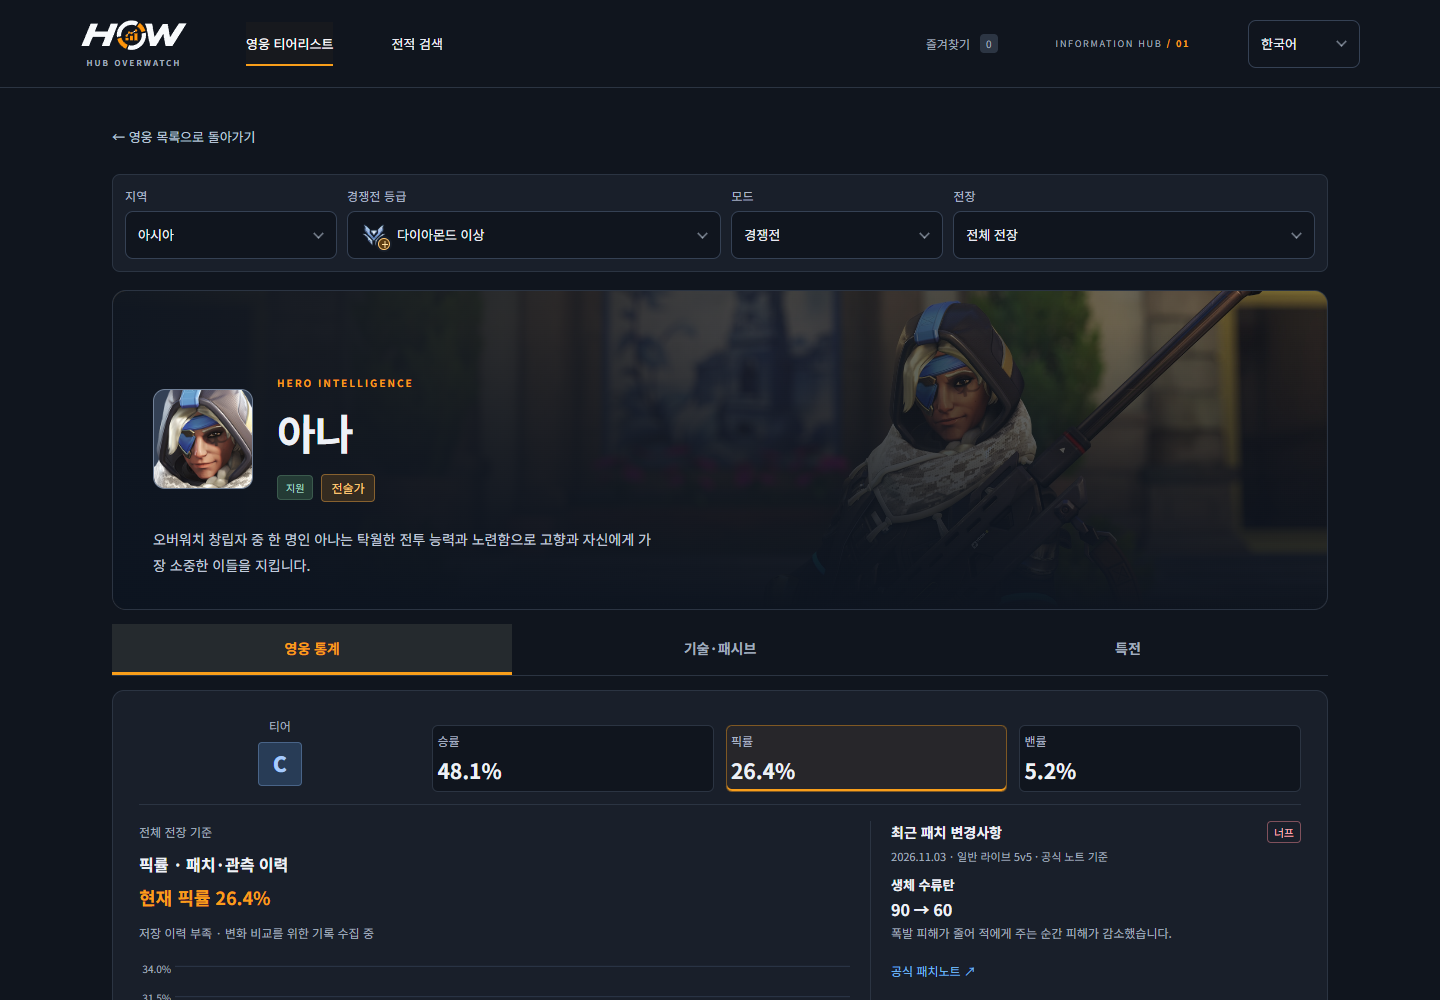 HOW
HUB OVERWATCH
영웅 티어리스트
전적 검색
즐겨찾기 0
INFORMATION HUB / 01
한국어
← 영웅 목록으로 돌아가기
지역
경쟁전 등급
모드
전장
아시아
다이아몬드 이상
경쟁전
전체 전장
HERO INTELLIGENCE
아나
지원
전술가
오버워치 창립자 중 한 명인 아나는 탁월한 전투 능력과 노련함으로 고향과 자신에게 가
장 소중한 이들을 지킵니다.
영웅 통계
기술·패시브
특전
티어
C
승률
48.1%
픽률
26.4%
밴률
5.2%
전체 전장 기준
픽률 · 패치·관측 이력
현재 픽률 26.4%
저장 이력 부족 · 변화 비교를 위한 기록 수집 중
34.0%
31.5%
최근 패치 변경사항
너프
2026.11.03 · 일반 라이브 5v5 · 공식 노트 기준
생체 수류탄
90 → 60
폭발 피해가 줄어 적에게 주는 순간 피해가 감소했습니다.
공식 패치노트 ↗